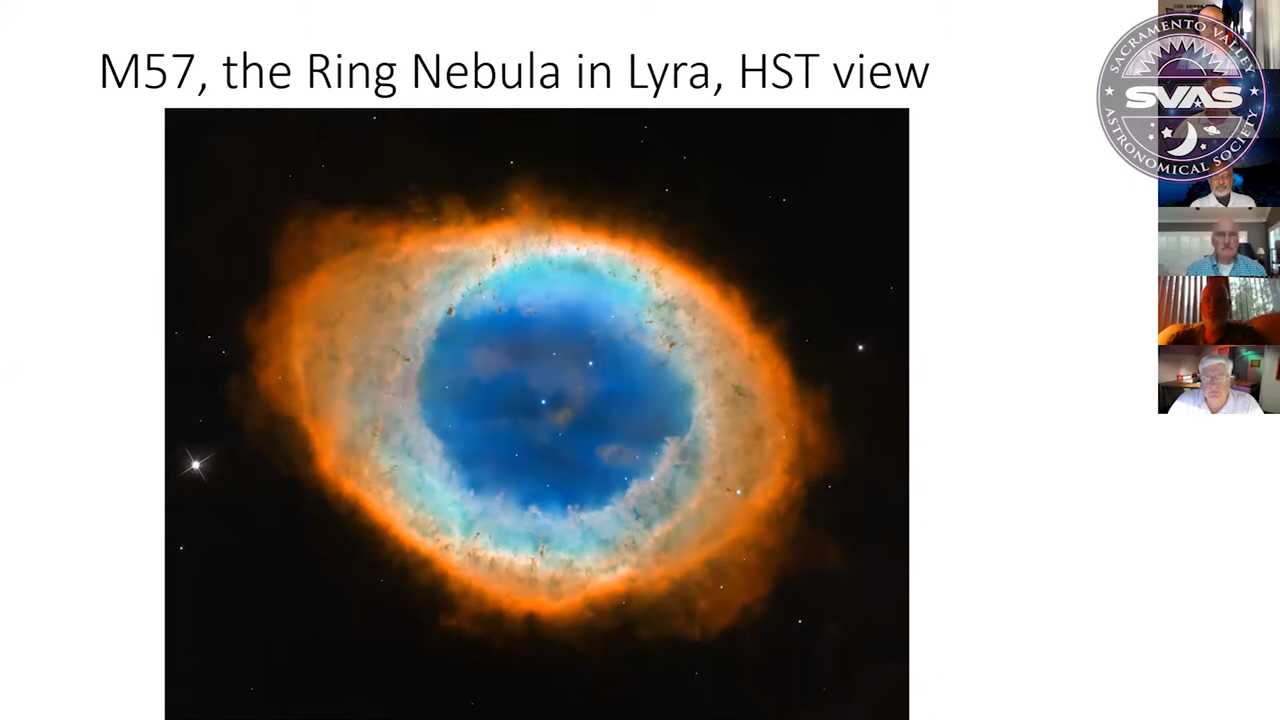 M57, the Ring Nebula in Lyra, HST view
SACRAMENTO VALLEY
SVAS
ASTRONOMICAL SOCIETY